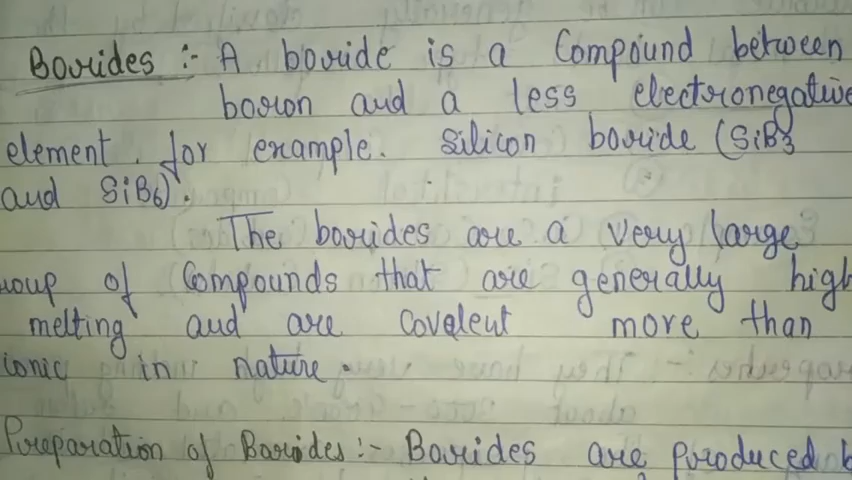 Borides :- A boride is a Compound between
boron and a less electronegative
element. for example. Silicon boride (SiB3
and SiB6).
The borides are a very large
roup of Compounds that are generally high
melting and are Covalent more than
ionic in nature.
Preparation of Borides :- Borides are produced b